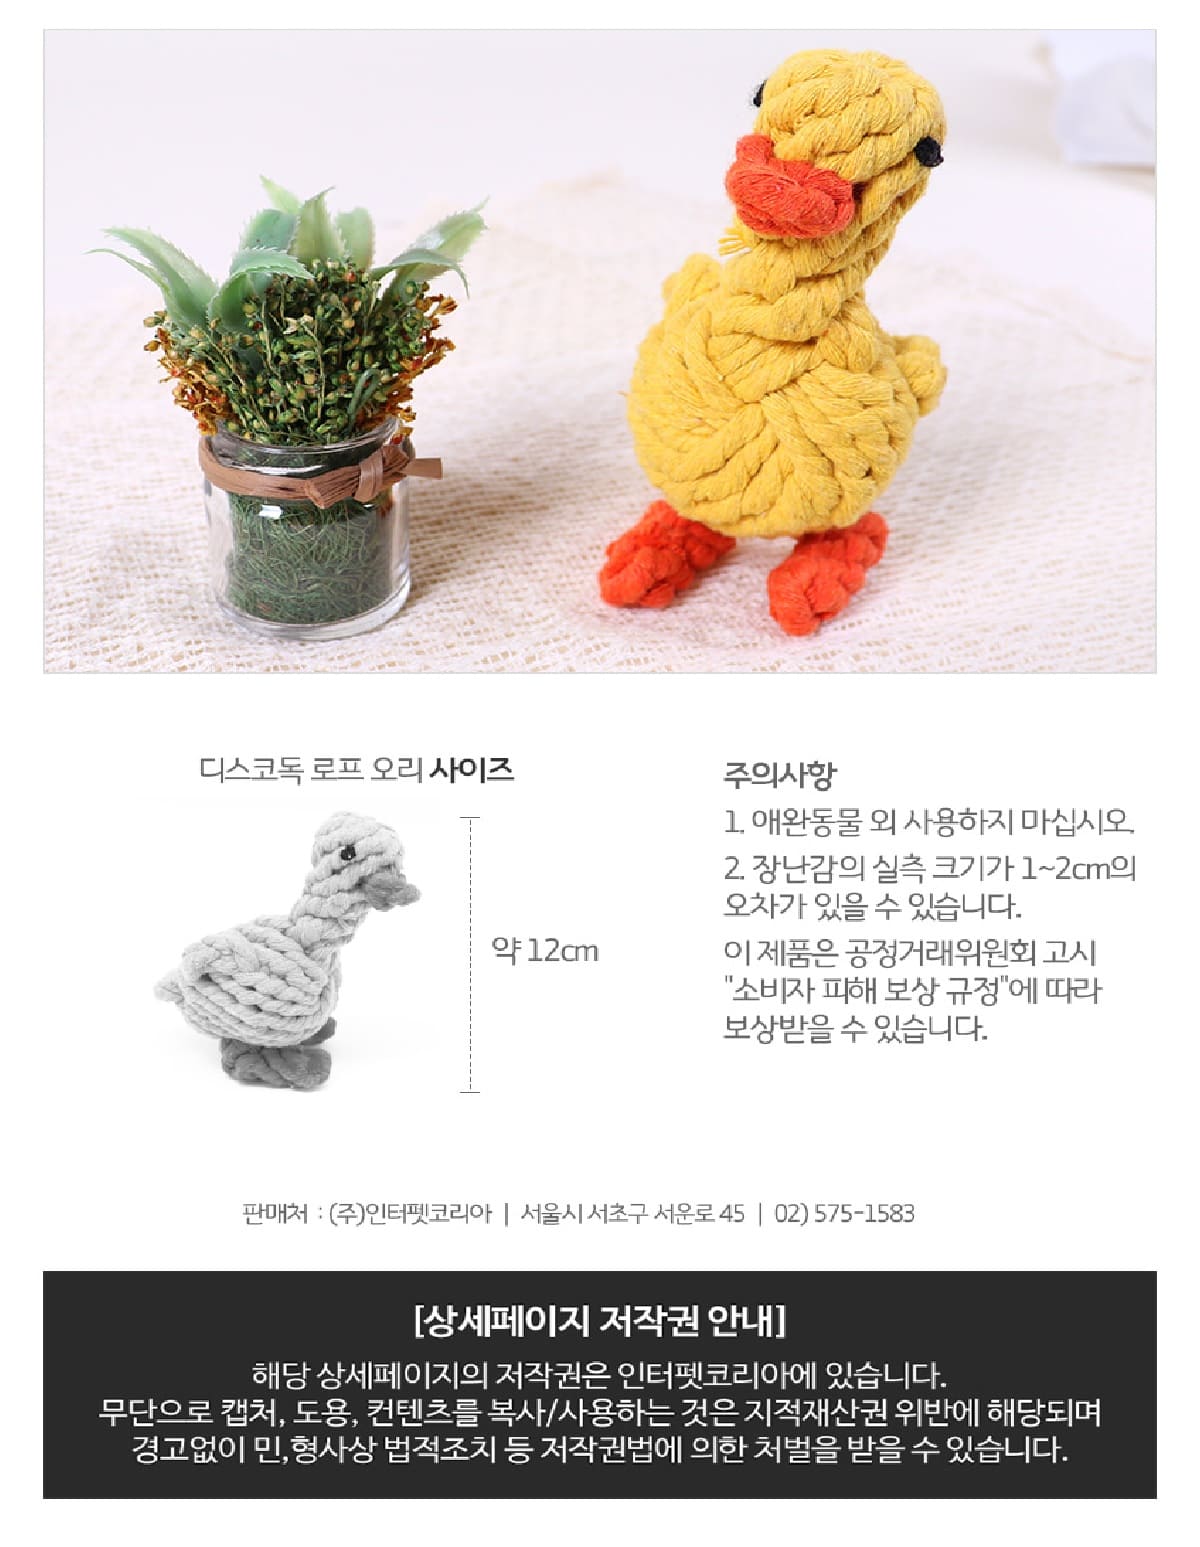 디스코독 로프 오리 사이즈
약 12cm
주의사항
1. 애완동물 외 사용하지 마십시오.
2. 장난감의 실측 크기가 1~2cm의
오차가 있을 수 있습니다.
이 제품은 공정거래위원회 고시
"소비자 피해 보상 규정"에 따라
보상받을 수 있습니다.
판매처 : (주)인터펫코리아 | 서울시 서초구 서운로 45 | 02) 575-1583
[상세페이지 저작권 안내]
해당 상세페이지의 저작권은 인터펫코리아에 있습니다.
무단으로 캡처, 도용, 컨텐츠를 복사/사용하는 것은 지적재산권 위반에 해당되며
경고없이 민,형사상 법적조치 등 저작권법에 의한 처벌을 받을 수 있습니다.